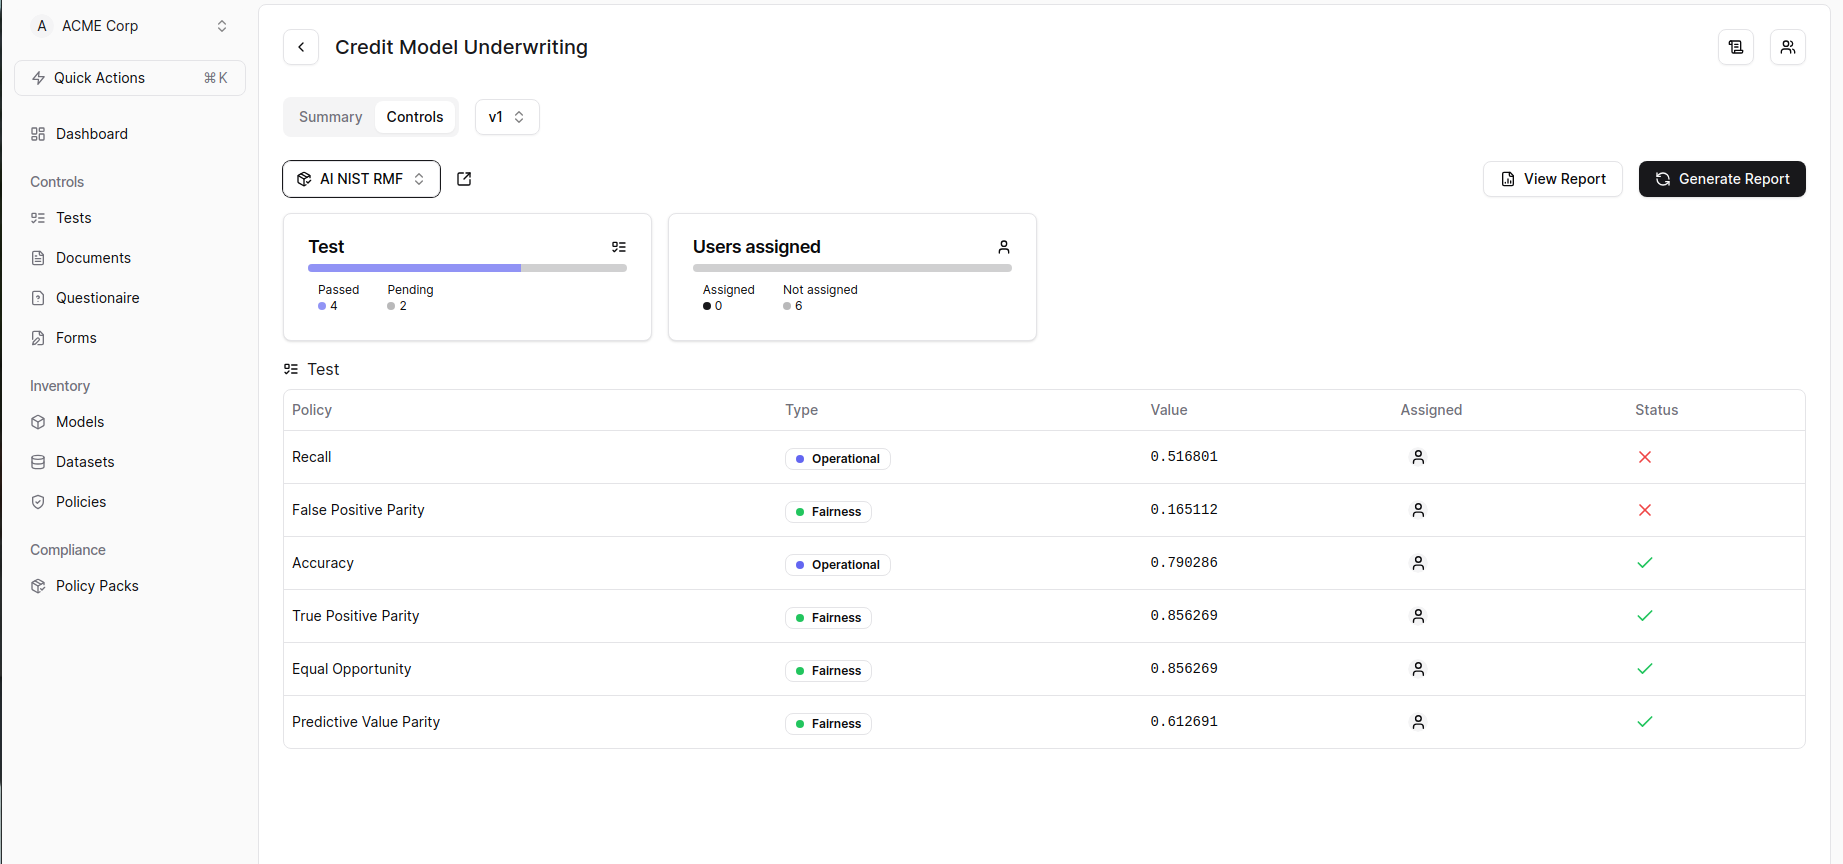 A ACME Corp
Quick Actions ⌘K
Dashboard
Controls
Tests
Documents
Questionaire
Forms
Inventory
Models
Datasets
Policies
Compliance
Policy Packs
Credit Model Underwriting
Summary Controls v1
AI NIST RMF View Report Generate Report
Test
Passed Pending
4 2
Users assigned
Assigned Not assigned
0 6
Test
Policy Type Value Assigned Status
Recall Operational 0.516801
False Positive Parity Fairness 0.165112
Accuracy Operational 0.790286
True Positive Parity Fairness 0.856269
Equal Opportunity Fairness 0.856269
Predictive Value Parity Fairness 0.612691